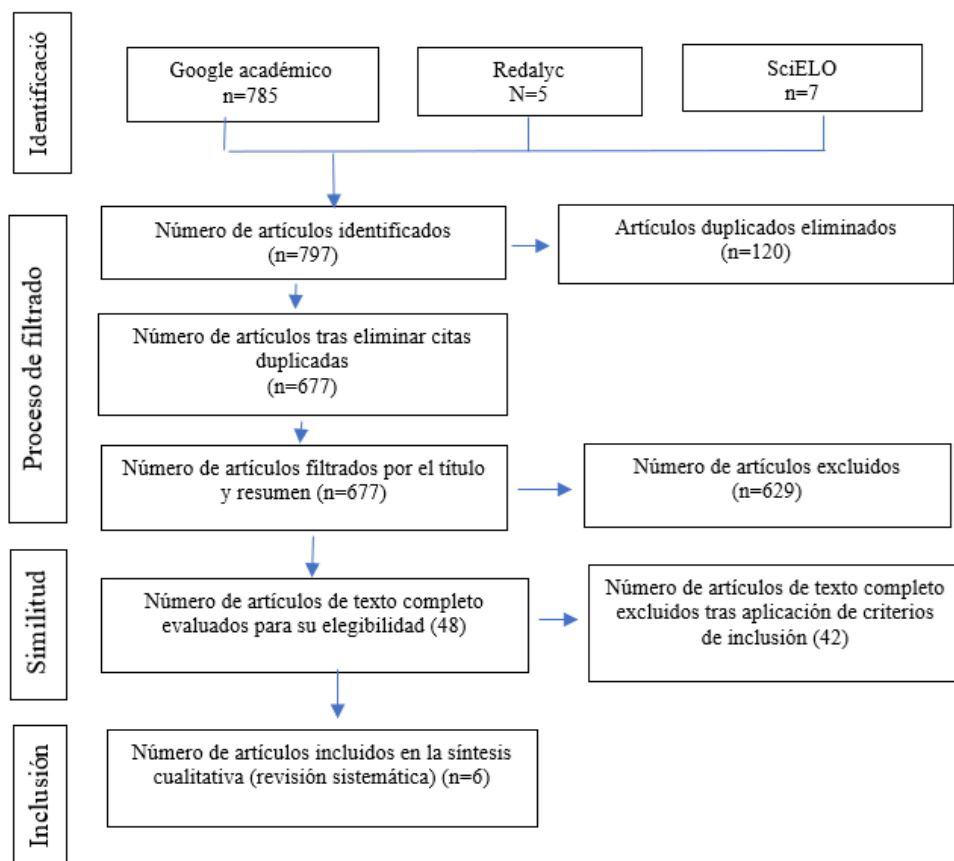 Identificació
Google académico
n=785
Redalyc
N=5
SciELO
n=7
Proceso de filtrado
Número de artículos identificados
(n=797)
Artículos duplicados eliminados
(n=120)
Número de artículos tras eliminar citas
duplicadas
(n=677)
Número de artículos filtrados por el título
y resumen (n=677)
Número de artículos excluidos
(n=629)
Similitud
Número de artículos de texto completo
evaluados para su elegibilidad (48)
Número de artículos de texto completo
excluidos tras aplicación de criterios
de inclusión (42)
Inclusión
Número de artículos incluidos en la síntesis
cualitativa (revisión sistemática) (n=6)